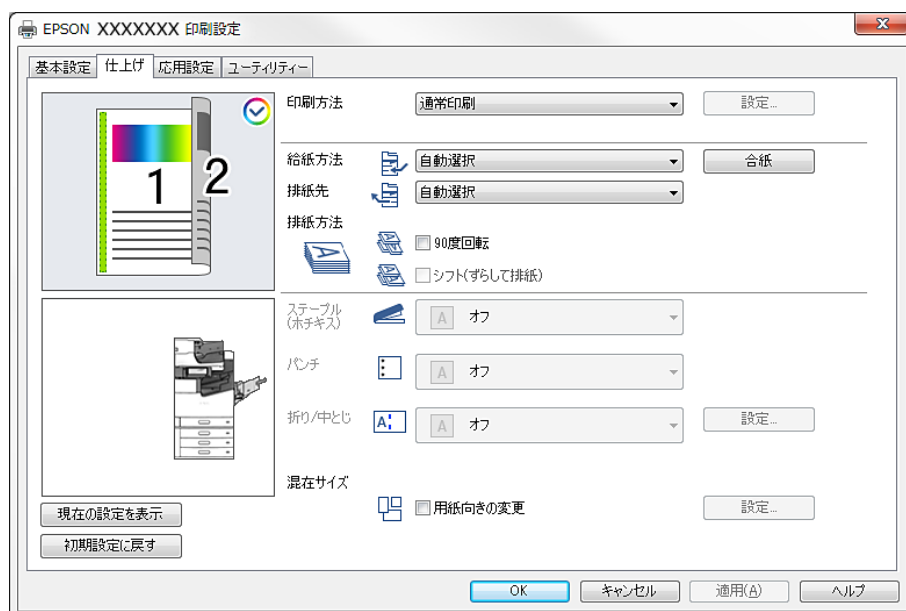 EPSON XXXXXXX 印刷設定
基本設定 仕上げ 応用設定 ユーティリティー
1 2
印刷方法 通常印刷 設定...
給紙方法 自動選択 合紙
排紙先 自動選択
排紙方法
A
90度回転
シフト(ずらして排紙)
ステープル
(ホチキス)
A オフ
パンチ A オフ
折り/中とじ A A オフ 設定...
混在サイズ
用紙向きの変更 設定...
現在の設定を表示
初期設定に戻す
OK キャンセル 適用(A) ヘルプ